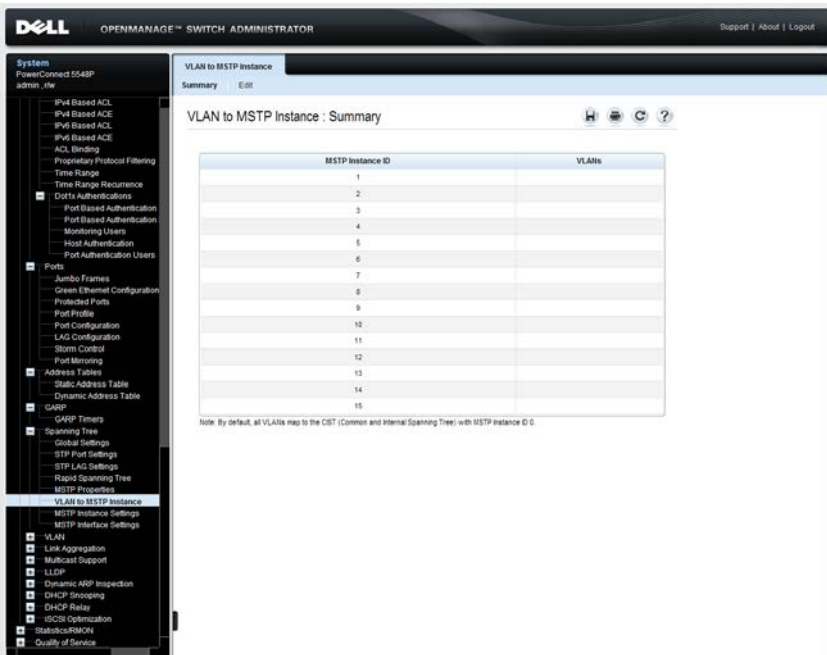 DELL OPENMANAGE™ SWITCH ADMINISTRATOR
Support | About | Logout
System
PowerConnect 5548P
admin , r/w
IPv4 Based ACL
IPv4 Based ACE
IPv6 Based ACL
IPv6 Based ACE
ACL Binding
Proprietary Protocol Filtering
Time Range
Time Range Recurrence
Dot1x Authentications
Port Based Authentication
Port Based Authentication
Monitoring Users
Host Authentication
Port Authentication Users
Ports
Jumbo Frames
Green Ethernet Configuration
Protected Ports
Port Profile
Port Configuration
LAG Configuration
Storm Control
Port Mirroring
Address Tables
Static Address Table
Dynamic Address Table
GARP
GARP Timers
Spanning Tree
Global Settings
STP Port Settings
STP LAG Settings
Rapid Spanning Tree
MSTP Properties
VLAN to MSTP Instance
MSTP Instance Settings
MSTP Interface Settings
VLAN
Link Aggregation
Multicast Support
LLDP
Dynamic ARP Inspection
DHCP Snooping
DHCP Relay
iSCSI Optimization
Statistics/RMON
Quality of Service
VLAN to MSTP Instance
Summary Edit
VLAN to MSTP Instance : Summary
MSTP Instance ID VLANs
1
2
3
4
5
6
7
8
9
10
11
12
13
14
15
Note: By default, all VLANs map to the CIST (Common and Internal Spanning Tree) with MSTP Instance ID 0.